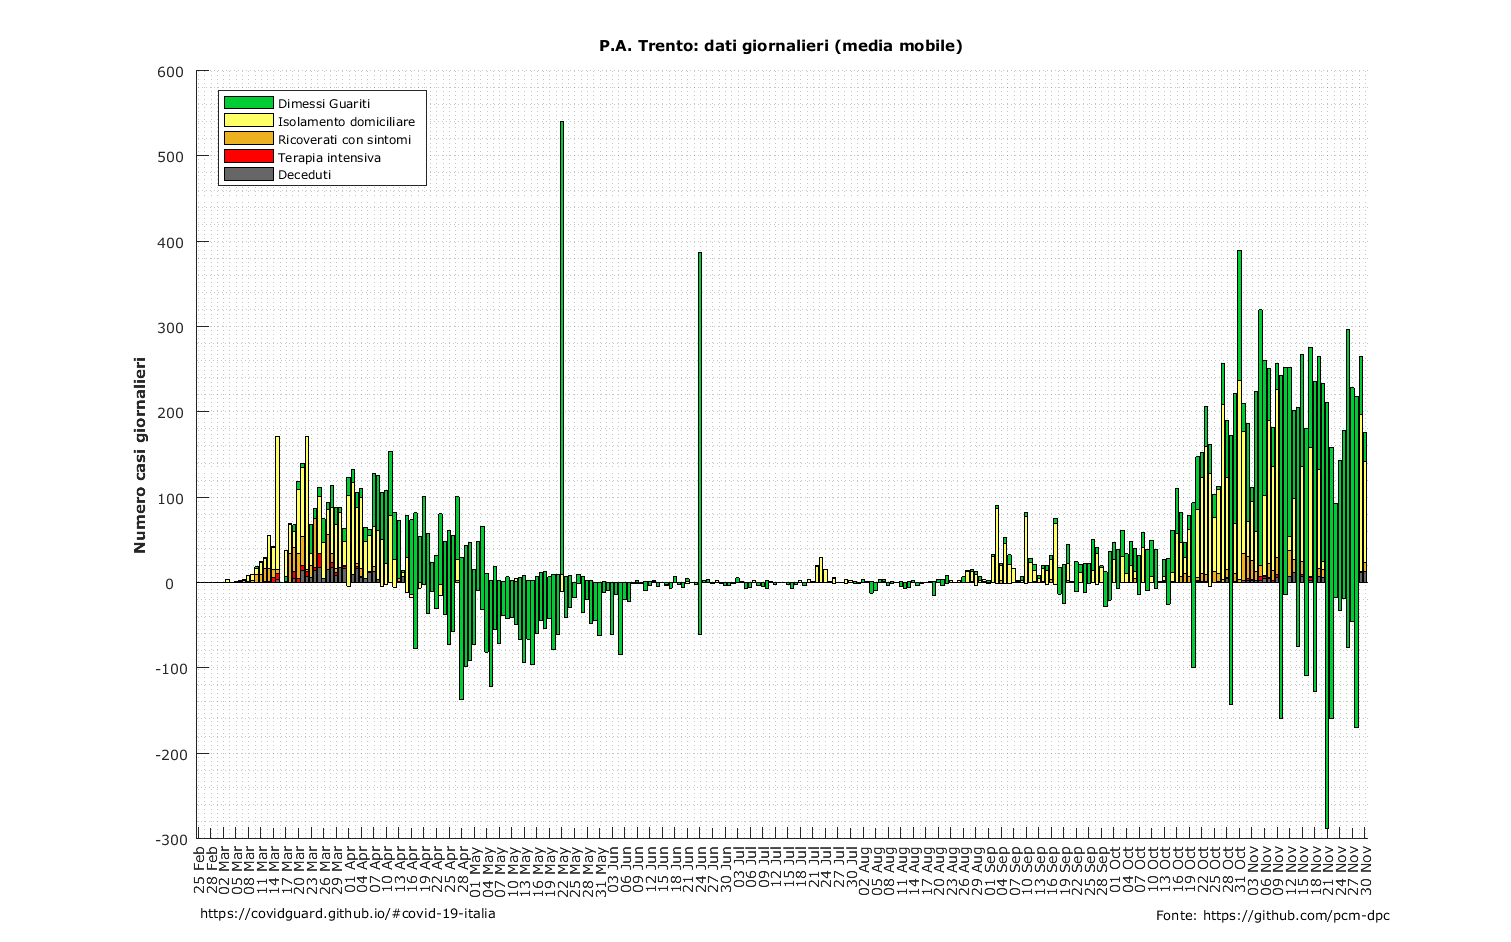 P.A. Trento: dati giornalieri (media mobile)
600
500
400
300
200
100
0
-100
-200
-300
Numero casi giornalieri
Dimessi Guariti
Isolamento domiciliare
Ricoverati con sintomi
Terapia intensiva
Deceduti
25 Feb
28 Feb
02 Mar
05 Mar
08 Mar
11 Mar
14 Mar
17 Mar
20 Mar
23 Mar
26 Mar
29 Mar
01 Apr
04 Apr
07 Apr
10 Apr
13 Apr
16 Apr
19 Apr
22 Apr
25 Apr
28 Apr
01 May
04 May
07 May
10 May
13 May
16 May
19 May
22 May
25 May
28 May
31 May
03 Jun
06 Jun
09 Jun
12 Jun
15 Jun
18 Jun
21 Jun
24 Jun
27 Jun
30 Jun
03 Jul
06 Jul
09 Jul
12 Jul
15 Jul
18 Jul
21 Jul
24 Jul
27 Jul
30 Jul
02 Aug
05 Aug
08 Aug
11 Aug
14 Aug
17 Aug
20 Aug
23 Aug
26 Aug
29 Aug
01 Sep
04 Sep
07 Sep
10 Sep
13 Sep
16 Sep
19 Sep
22 Sep
25 Sep
28 Sep
01 Oct
04 Oct
07 Oct
10 Oct
13 Oct
16 Oct
19 Oct
22 Oct
25 Oct
28 Oct
31 Oct
03 Nov
06 Nov
09 Nov
12 Nov
15 Nov
18 Nov
21 Nov
24 Nov
27 Nov
30 Nov
https://covidguard.github.io/#covid-19-italia
Fonte: https://github.com/pcm-dpc